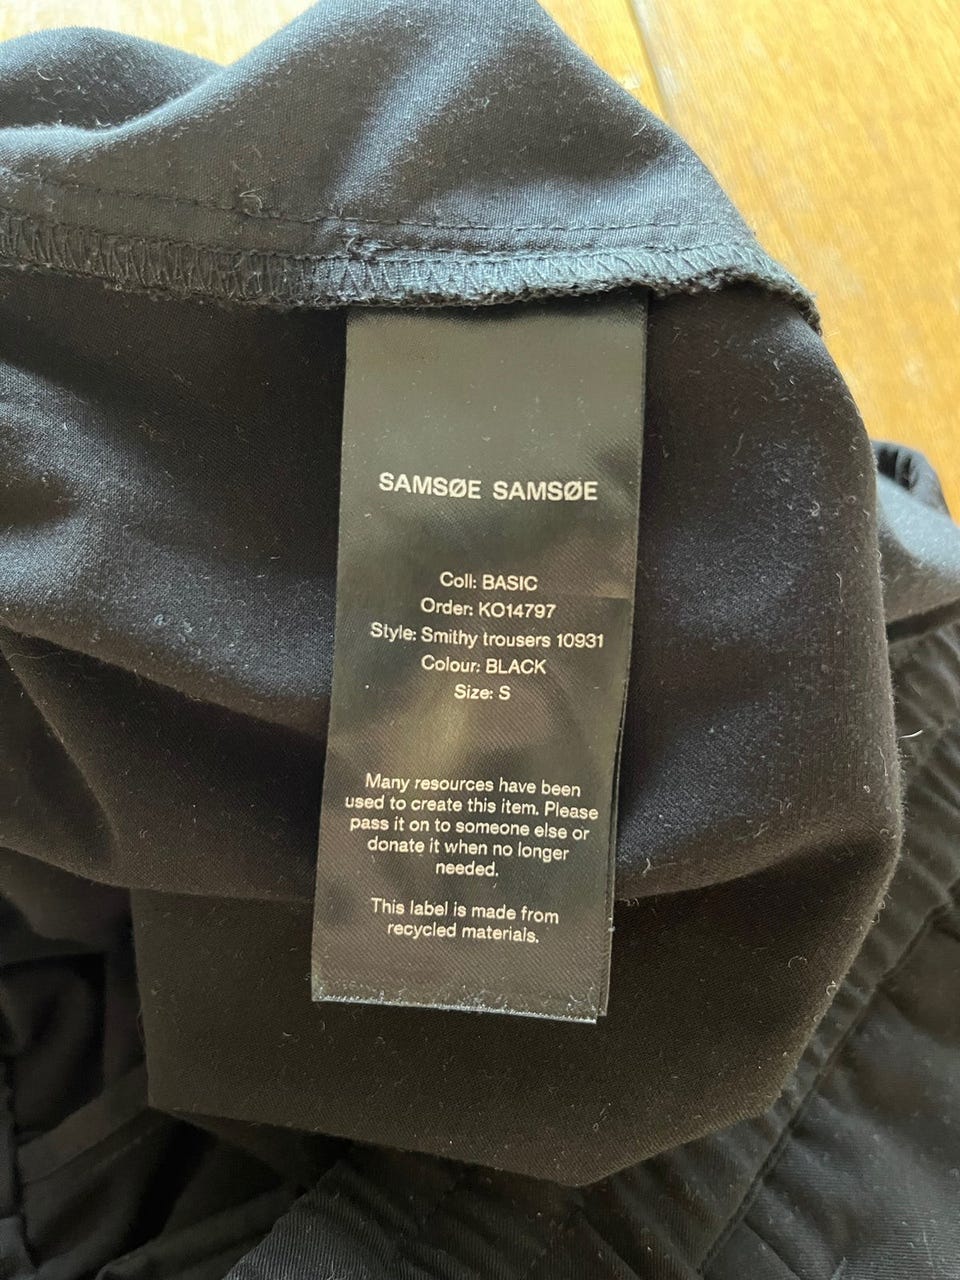 SAMSØE SAMSØE
Coll: BASIC
Order: KO14797
Style: Smithy trousers 10931
Colour: BLACK
Size: S
Many resources have been
used to create this item. Please
pass it on to someone else or
donate it when no longer
needed.
This label is made from
recycled materials.